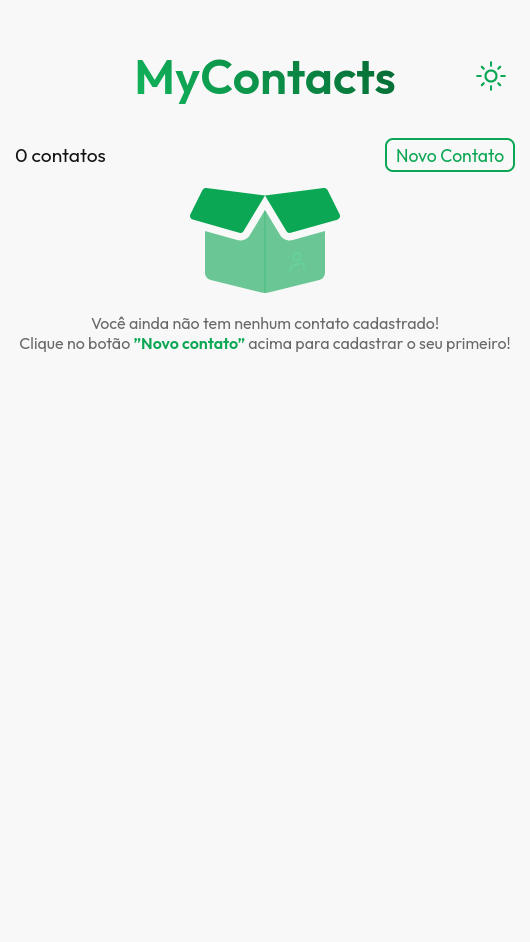 MyContacts
0 contatos
Novo Contato
Você ainda não tem nenhum contato cadastrado!
Clique no botão ”Novo contato” acima para cadastrar o seu primeiro!